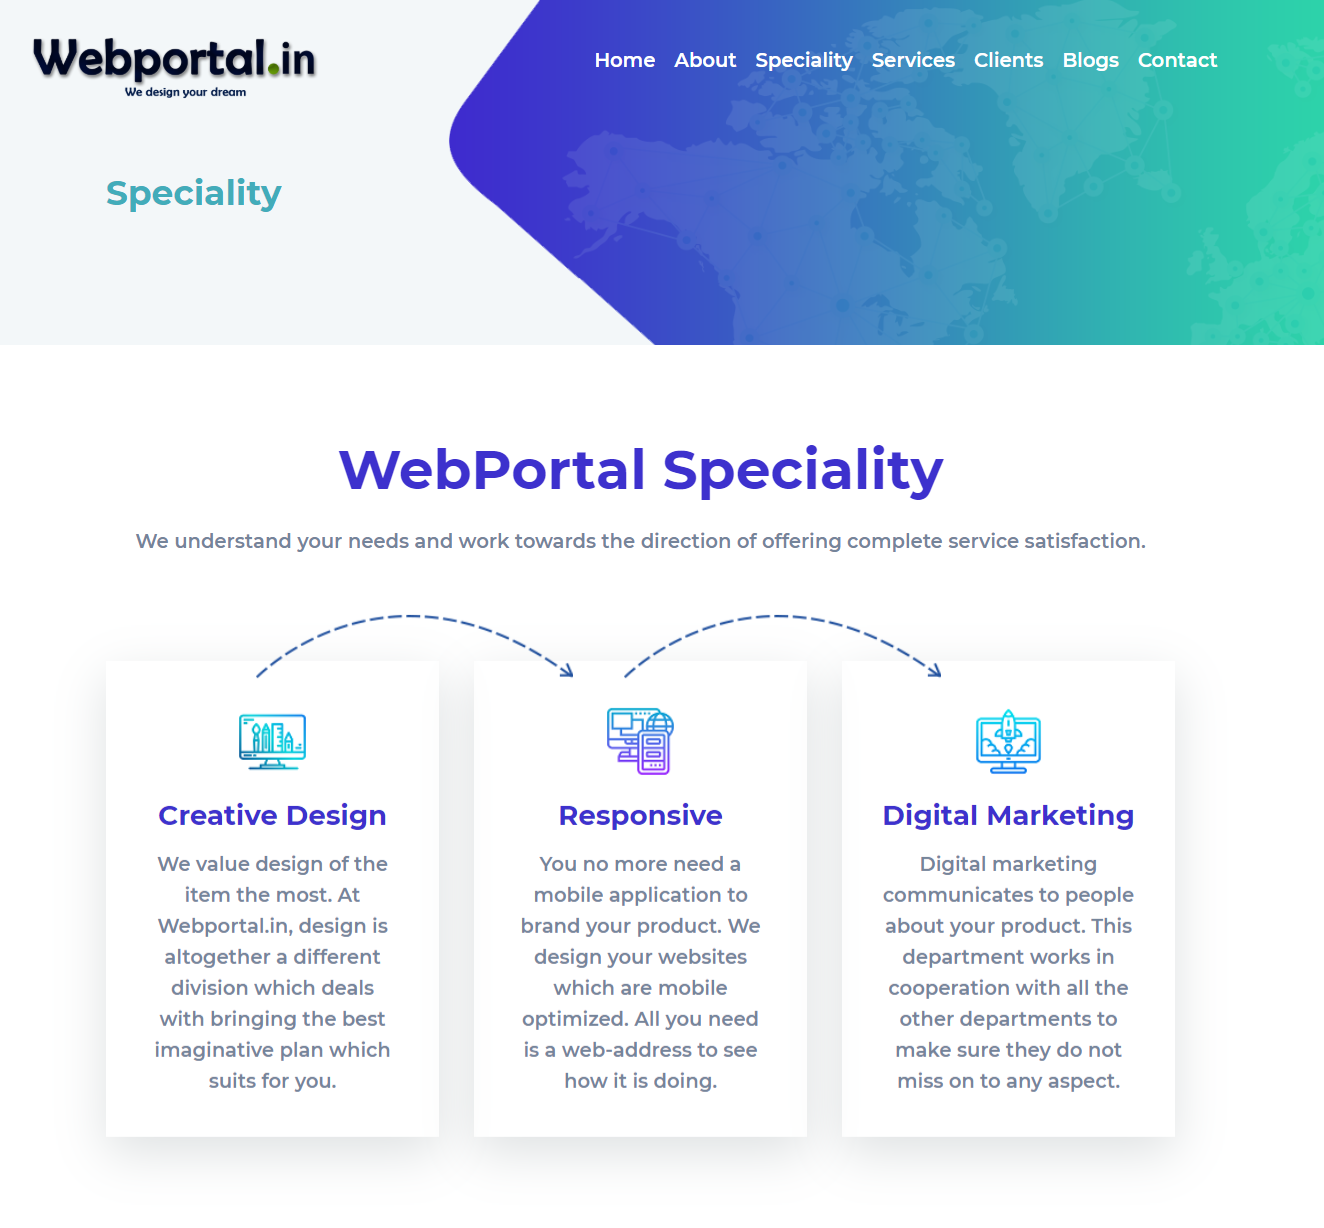 Webportal.in
We design your dream
Home About Speciality Services Clients Blogs Contact
Speciality
WebPortal Speciality
We understand your needs and work towards the direction of offering complete service satisfaction.
Creative Design
We value design of the
item the most. At
Webportal.in, design is
altogether a different
division which deals
with bringing the best
imaginative plan which
suits for you.
Responsive
You no more need a
mobile application to
brand your product. We
design your websites
which are mobile
optimized. All you need
is a web-address to see
how it is doing.
Digital Marketing
Digital marketing
communicates to people
about your product. This
department works in
cooperation with all the
other departments to
make sure they do not
miss on to any aspect.